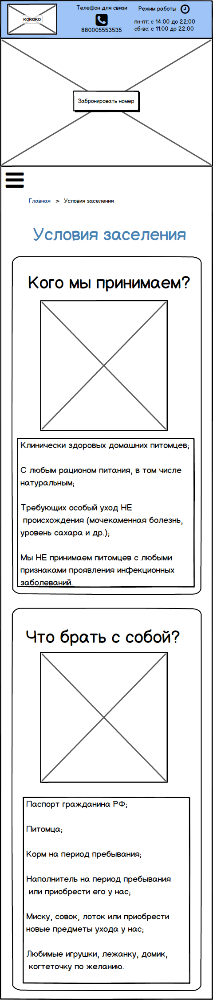 кококо
Телефон для связи
880005553535
Режим работы
пн-пт: с 14:00 до 22:00
сб-вс: с 11:00 до 22:00
Забронировать номер
Главная > Условия заселения
Условия заселения
Кого мы принимаем?
Клинически здоровых домашних питомцев;
С любым рационом питания, в том числе
натуральным;
Требующих особый уход НЕ
происхождения (мочекаменная болезнь,
уровень сахара и др.);
Мы НЕ принимаем питомцев с любыми
признаками проявления инфекционных
заболеваний.
Что брать с собой?
Паспорт гражданина РФ;
Питомца;
Корм на период пребывания;
Наполнитель на период пребывания
или приобрести его у нас;
Миску, совок, лоток или приобрести
новые предметы ухода у нас;
Любимые игрушки, лежанку, домик,
когтеточку по желанию.